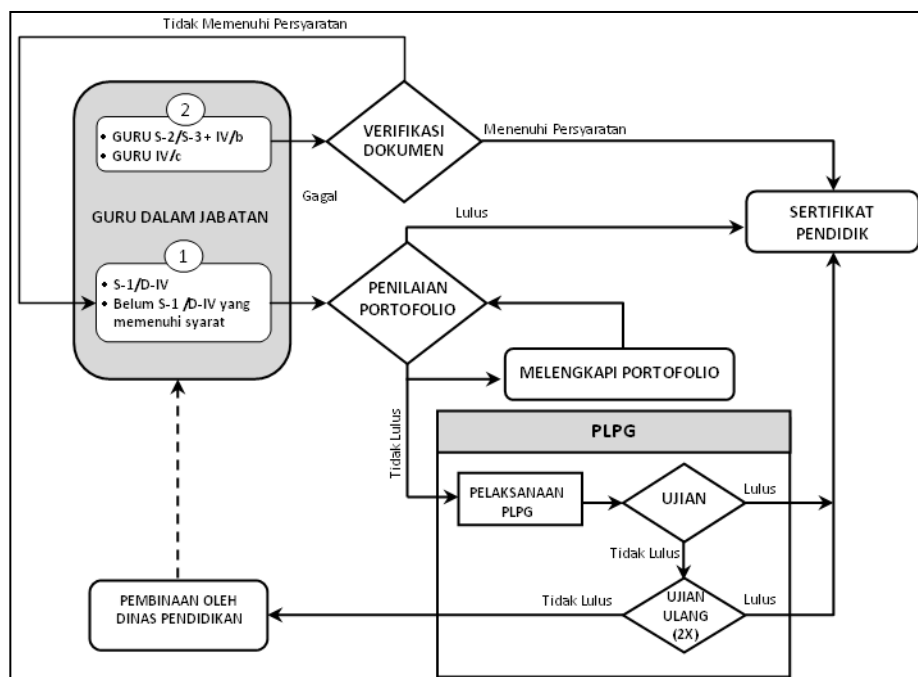 Tidak Memenuhi Persyaratan
2
• GURU S-2/S-3 + IV/b
• GURU IV/c
VERIFIKASI
DOKUMEN
Menenuhi Persyaratan
Gagal
GURU DALAM JABATAN
1
• S-1/D-IV
• Belum S-1 /D-IV yang
memenuhi syarat
Lulus
SERTIFIKAT
PENDIDIK
PENILAIAN
PORTOFOLIO
MELENGKAPI PORTOFOLIO
Tidak Lulus
PLPG
PELAKSANAAN
PLPG
UJIAN
Lulus
Tidak Lulus
UJIAN
ULANG
(2X)
Lulus
Tidak Lulus
PEMBINAAN OLEH
DINAS PENDIDIKAN